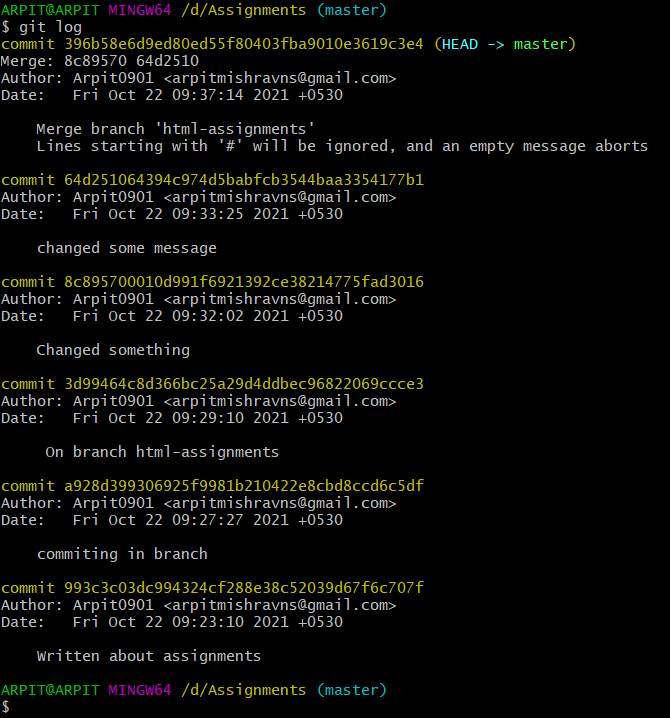 ARPIT@ARPIT MINGW64 /d/Assignments (master)
$ git log
commit 396b58e6d9ed80ed55f80403fba9010e3619c3e4 (HEAD -> master)
Merge: 8c89570 64d2510
Author: Arpit0901 <arpitmishravns@gmail.com>
Date:   Fri Oct 22 09:37:14 2021 +0530

    Merge branch 'html-assignments'
    Lines starting with '#' will be ignored, and an empty message aborts

commit 64d251064394c974d5babfcb3544baa3354177b1
Author: Arpit0901 <arpitmishravns@gmail.com>
Date:   Fri Oct 22 09:33:25 2021 +0530

    changed some message

commit 8c895700010d991f6921392ce38214775fad3016
Author: Arpit0901 <arpitmishravns@gmail.com>
Date:   Fri Oct 22 09:32:02 2021 +0530

    Changed something

commit 3d99464c8d366bc25a29d4ddbec96822069ccce3
Author: Arpit0901 <arpitmishravns@gmail.com>
Date:   Fri Oct 22 09:29:10 2021 +0530

     On branch html-assignments

commit a928d399306925f9981b210422e8cbd8ccd6c5df
Author: Arpit0901 <arpitmishravns@gmail.com>
Date:   Fri Oct 22 09:27:27 2021 +0530

    commiting in branch

commit 993c3c03dc994324cf288e38c52039d67f6c707f
Author: Arpit0901 <arpitmishravns@gmail.com>
Date:   Fri Oct 22 09:23:10 2021 +0530

    Written about assignments

ARPIT@ARPIT MINGW64 /d/Assignments (master)
$